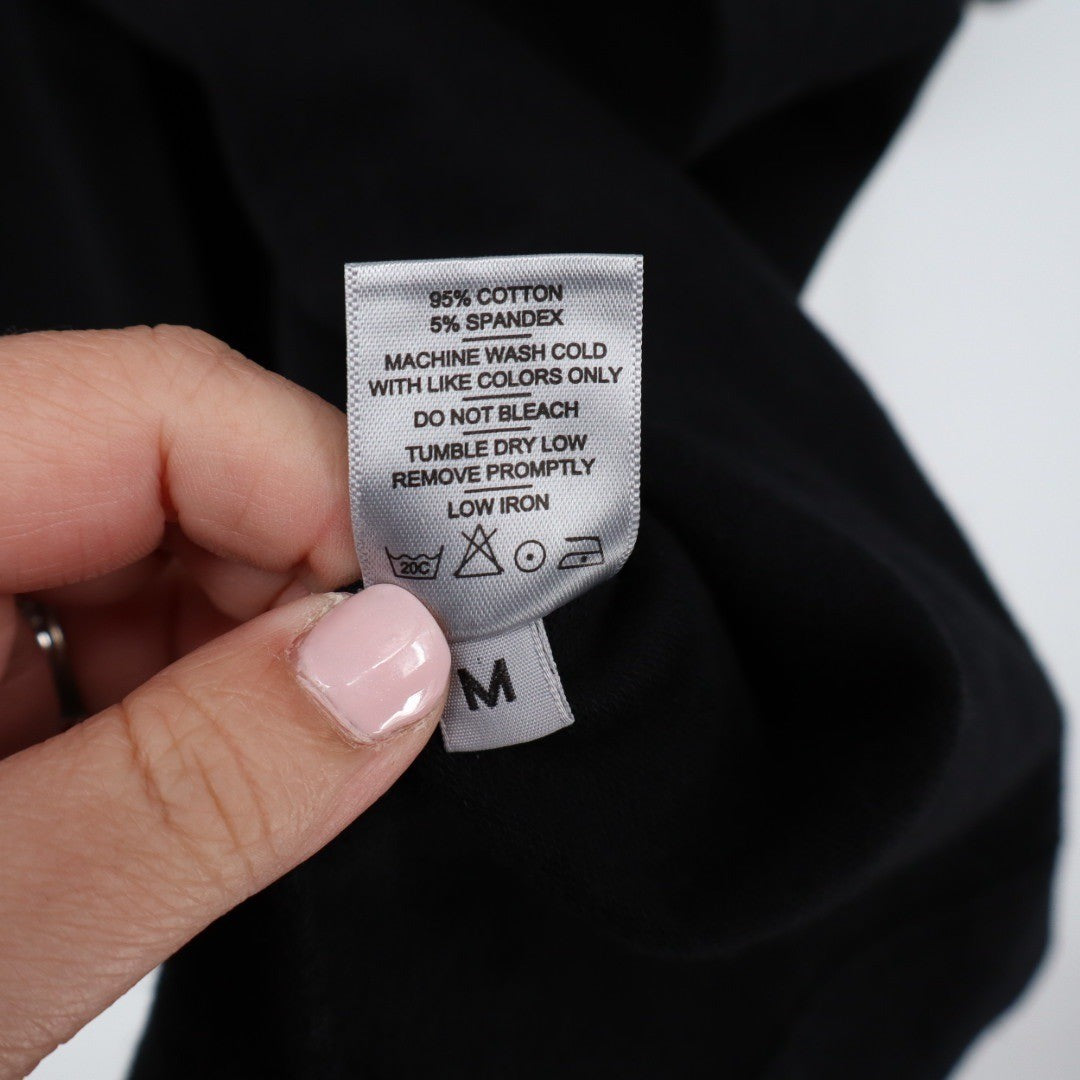 95% COTTON
5% SPANDEX
MACHINE WASH COLD
WITH LIKE COLORS ONLY
DO NOT BLEACH
TUMBLE DRY LOW
REMOVE PROMPTLY
LOW IRON
20C
M